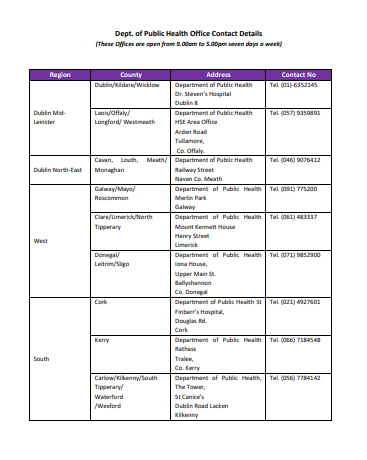 Dept. of Public Health Office Contact Details
(These Offices are open from 9.00am to 5.00pm seven days a week)
Region County Address Contact No
Dublin Mid-
Leinster
Dublin/Kildare/Wicklow
Department of Public Health
Dr. Steven's Hospital
Dublin 8
Tel. (01)-6352145
Laois/Offaly/
Longford/ Westmeath
Department of Public Health
HSE Area Office
Arden Road
Tullamore,
Co. Offaly.
Tel. (057) 9359891
Dublin North-East
Cavan, Louth, Meath/
Monaghan
Department of Public Health
Railway Street
Navan Co. Meath
Tel. (046) 9076412
West
Galway/Mayo/
Roscommon
Department of Public Health
Merlin Park
Galway
Tel. (091) 775200
Clare/Limerick/North
Tipperary
Department of Public Health
Mount Kennett House
Henry Street
Limerick
Tel. (061) 483337
Donegal/
Leitrim/Sligo
Department of Public Health
Iona House,
Upper Main St.
Ballyshannon
Co. Donegal
Tel. (071) 9852900
South
Cork
Department of Public Health St
Finbarr's Hospital,
Douglas Rd.
Cork
Tel. (021) 4927601
Kerry
Department of Public Health
Rathass
Tralee,
Co. Kerry
Tel. (066) 7184548
Carlow/Kilkenny/South
Tipperary/
Waterford
/Wexford
Department of Public Health,
The Tower,
St Canice's
Dublin Road Lacken
Kilkenny
Tel. (056) 7784142